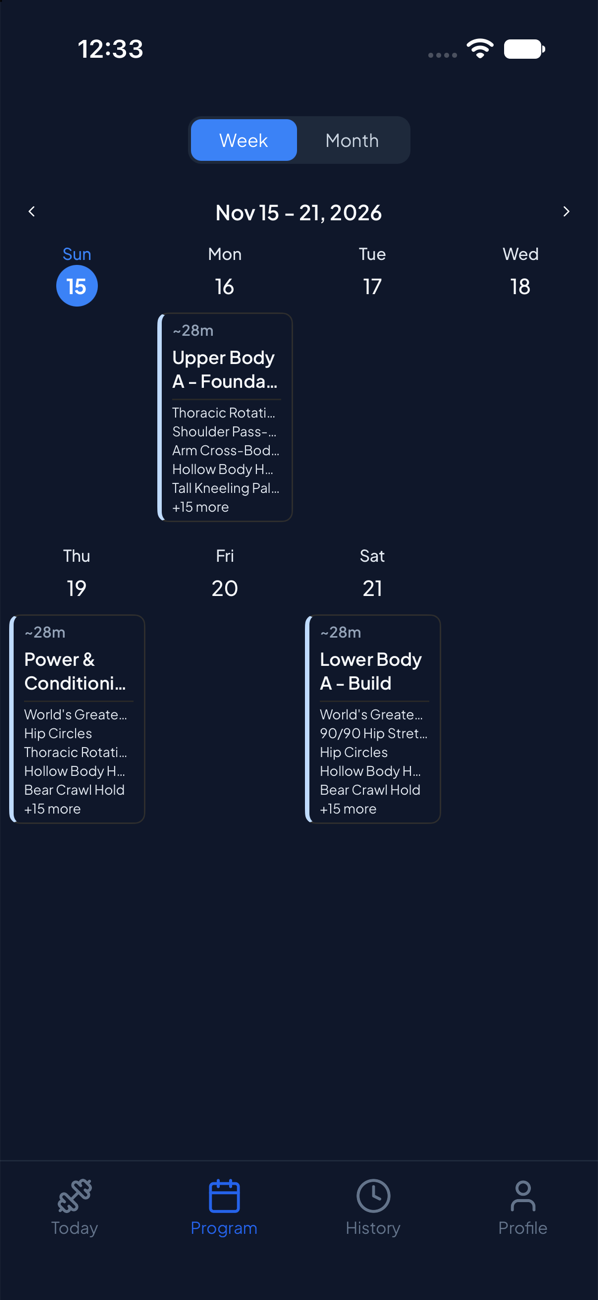 12:33
Week Month
Nov 15 – 21, 2026
Sun Mon Tue Wed
15 16 17 18
~28m
Upper Body
A – Founda…
Thoracic Rotati…
Shoulder Pass-…
Arm Cross-Bod…
Hollow Body H…
Tall Kneeling Pal…
+15 more
Thu Fri Sat
19 20 21
~28m
Power &
Conditioni…
World's Greate…
Hip Circles
Thoracic Rotati…
Hollow Body H…
Bear Crawl Hold
+15 more
~28m
Lower Body
A – Build
World's Greate…
90/90 Hip Stret…
Hip Circles
Hollow Body H…
Bear Crawl Hold
+15 more
Today Program History Profile